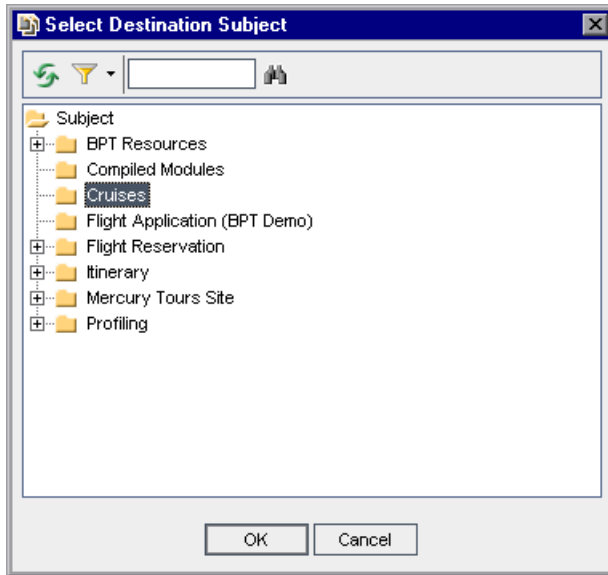 Select Destination Subject
Subject
BPT Resources
Compiled Modules
Cruises
Flight Application (BPT Demo)
Flight Reservation
Itinerary
Mercury Tours Site
Profiling
OK Cancel